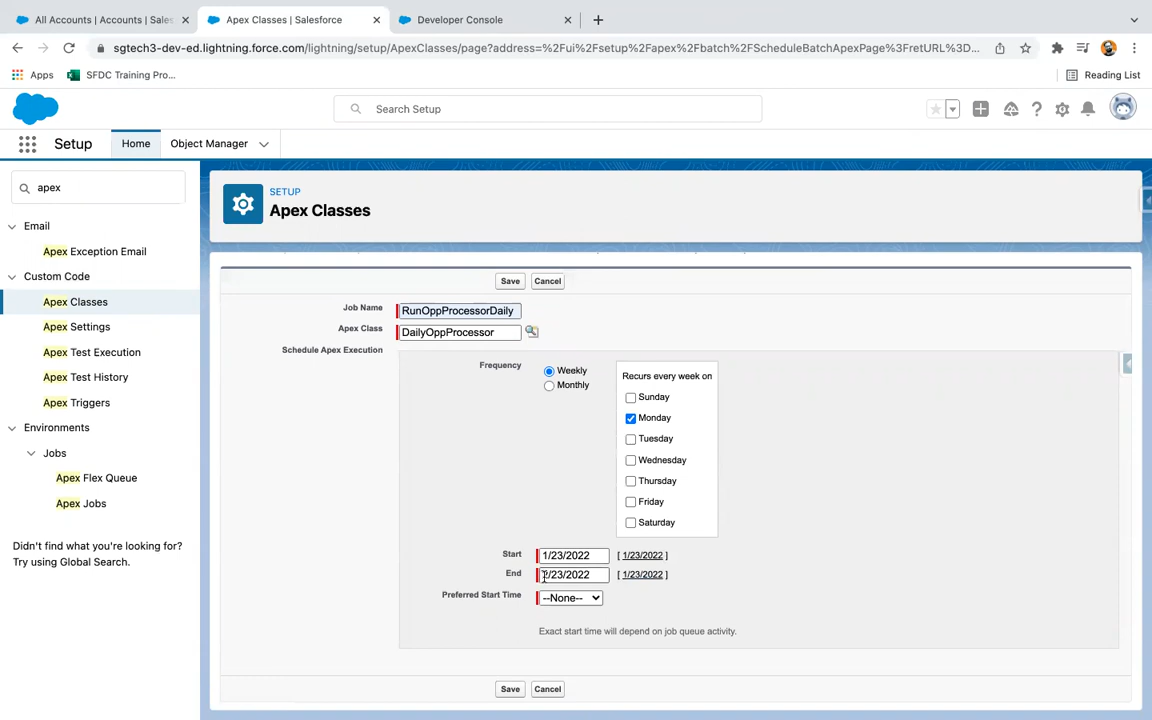 All Accounts | Accounts | Sales
Apex Classes | Salesforce
Developer Console
sgtech3-dev-ed.lightning.force.com/lightning/setup/ApexClasses/page?address=%2Fui%2Fsetup%2Fapex%2Fbatch%2FScheduleBatchApexPage%3FretURL%3D...
Apps
SFDC Training Pro...
Reading List
Search Setup
Setup
Home
Object Manager
apex
SETUP
Apex Classes
Email
Apex Exception Email
Custom Code
Apex Classes
Apex Settings
Apex Test Execution
Apex Test History
Apex Triggers
Environments
Jobs
Apex Flex Queue
Apex Jobs
Didn't find what you're looking for?
Try using Global Search.
Save
Cancel
Job Name
RunOppProcessorDaily
Apex Class
DailyOppProcessor
Schedule Apex Execution
Frequency
Weekly
Monthly
Recurs every week on
Sunday
Monday
Tuesday
Wednesday
Thursday
Friday
Saturday
Start
1/23/2022
[ 1/23/2022 ]
End
/23/2022
[ 1/23/2022 ]
Preferred Start Time
--None--
Exact start time will depend on job queue activity.
Save
Cancel